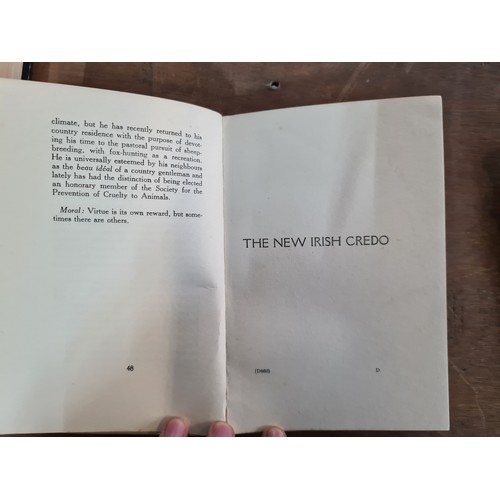 climate, but he has recently returned to his
country residence with the purpose of devot-
ing his time to the pastoral pursuit of sheep-
breeding, with fox-hunting as a recreation.
He is universally esteemed by his neighbours
as the beau idéal of a country gentleman and
lately has had the distinction of being elected
an honorary member of the Society for the
Prevention of Cruelty to Animals.
Moral: Virtue is its own reward, but some-
times there are others.
48
THE NEW IRISH CREDO
D